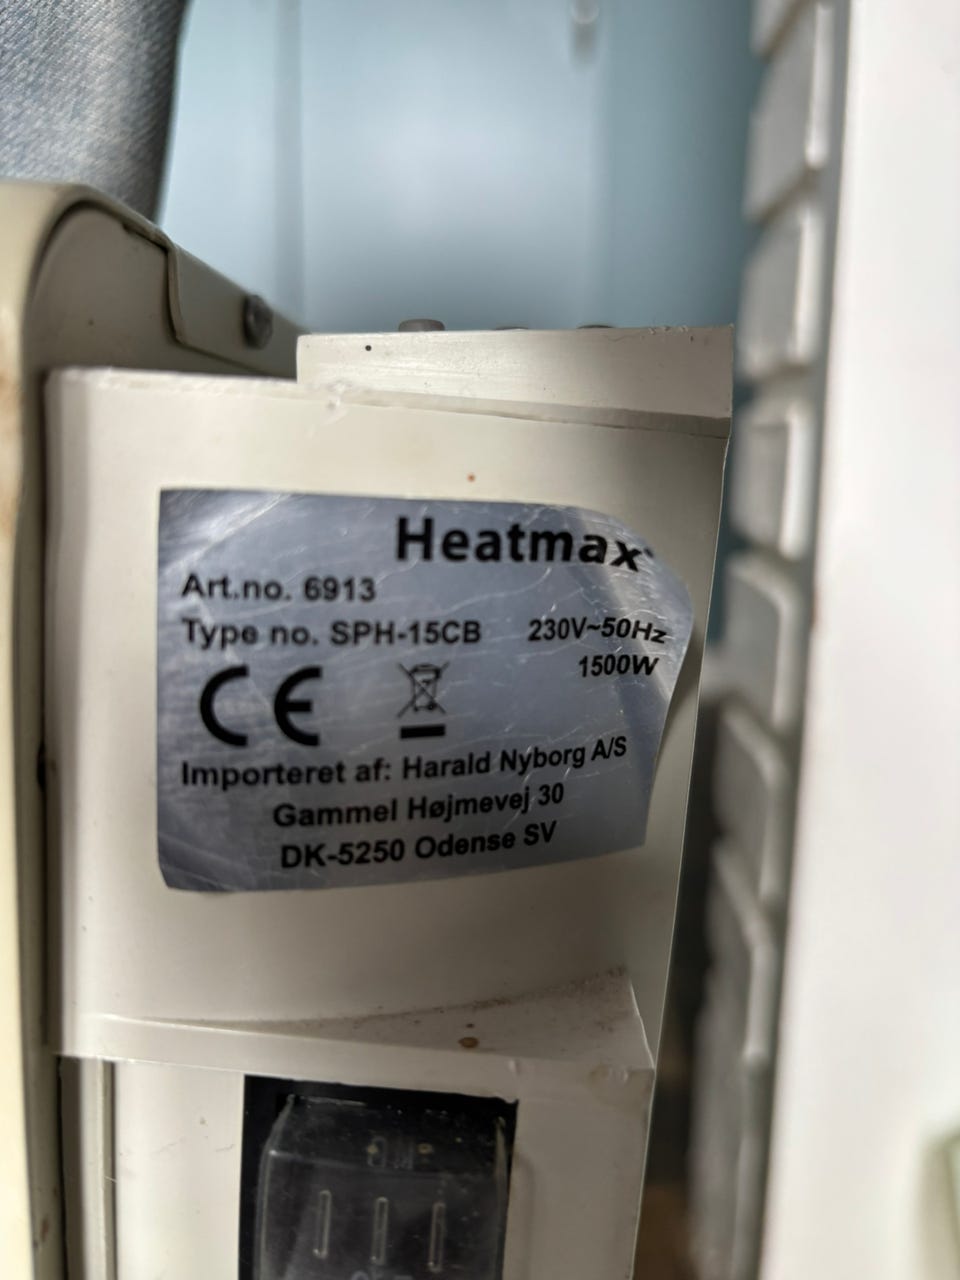 Heatmax
Art.no. 6913
Type no. SPH-15CB 230V~50Hz
1500W
CE
Importeret af: Harald Nyborg A/S
Gammel Højmevej 30
DK-5250 Odense SV